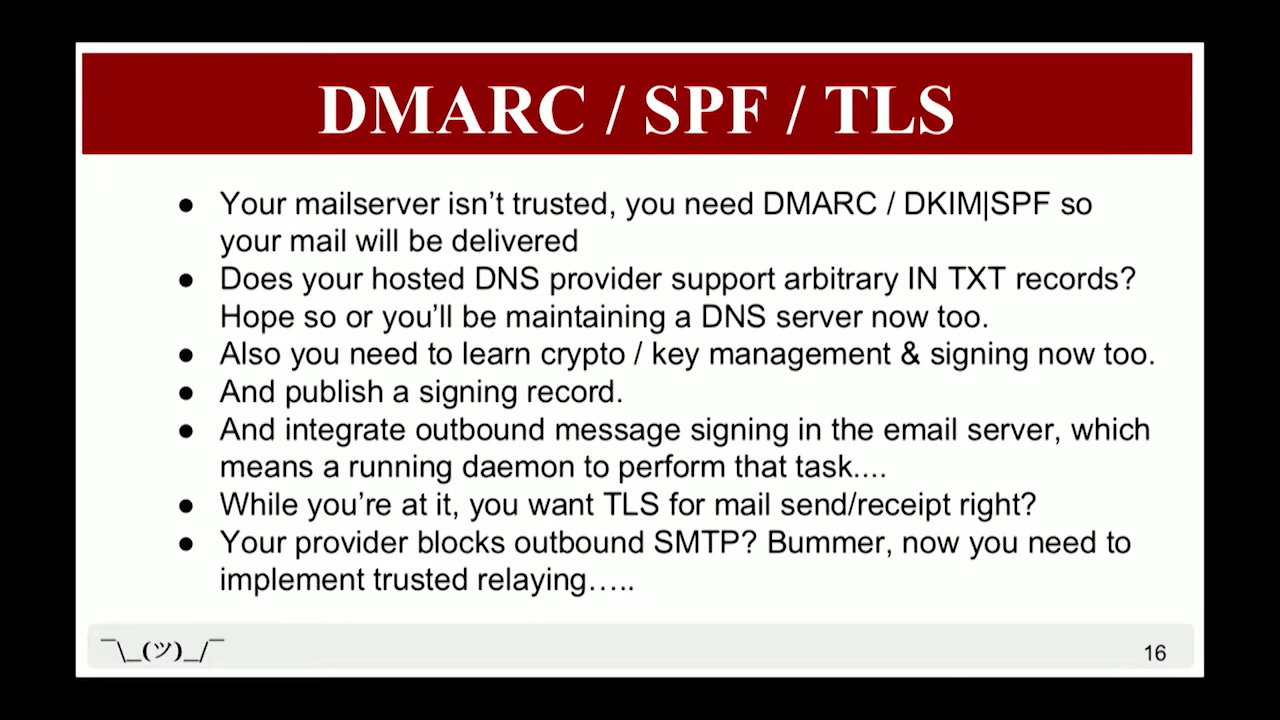 DMARC / SPF / TLS
● Your mailserver isn’t trusted, you need DMARC / DKIM|SPF so
your mail will be delivered
● Does your hosted DNS provider support arbitrary IN TXT records?
Hope so or you’ll be maintaining a DNS server now too.
● Also you need to learn crypto / key management & signing now too.
● And publish a signing record.
● And integrate outbound message signing in the email server, which
means a running daemon to perform that task....
● While you’re at it, you want TLS for mail send/receipt right?
● Your provider blocks outbound SMTP? Bummer, now you need to
implement trusted relaying…..
¯\_(ツ)_/¯
16